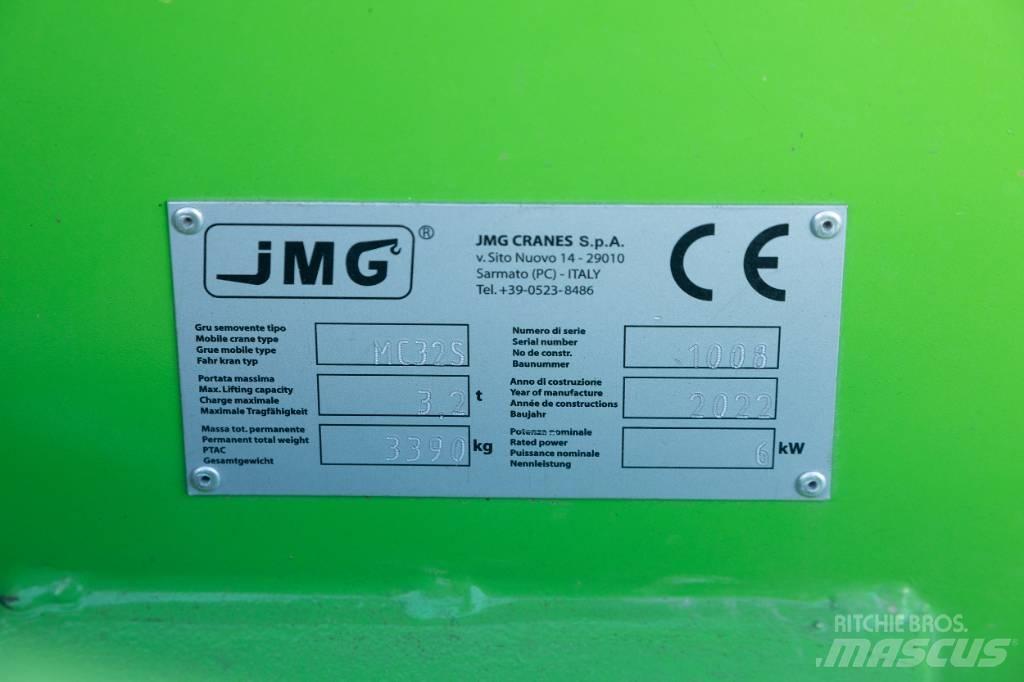 JMG ®
JMG CRANES S.p.A.
v. Sito Nuovo 14 - 29010
Sarmato (PC) - ITALY
Tel. +39-0523-8486
CE
Gru semovente tipo
Mobile crane type
Grue mobile type
Fahr kran typ
MC32S
Numero di serie
Serial number
No de constr.
Baunummer
1008
Portata massima
Max. Lifting capacity
Charge maximale
Maximale Tragfähigkeit
3,2 t
Anno di costruzione
Year of manufacture
Année de constructions
Baujahr
2022
Massa tot. permanente
Permanent total weight
PTAC
Gesamtgewicht
3390 kg
Potenza nominale
Rated power
Puissance nominale
Nennleistung
6 kW
RITCHIE BROS.
MASCUS